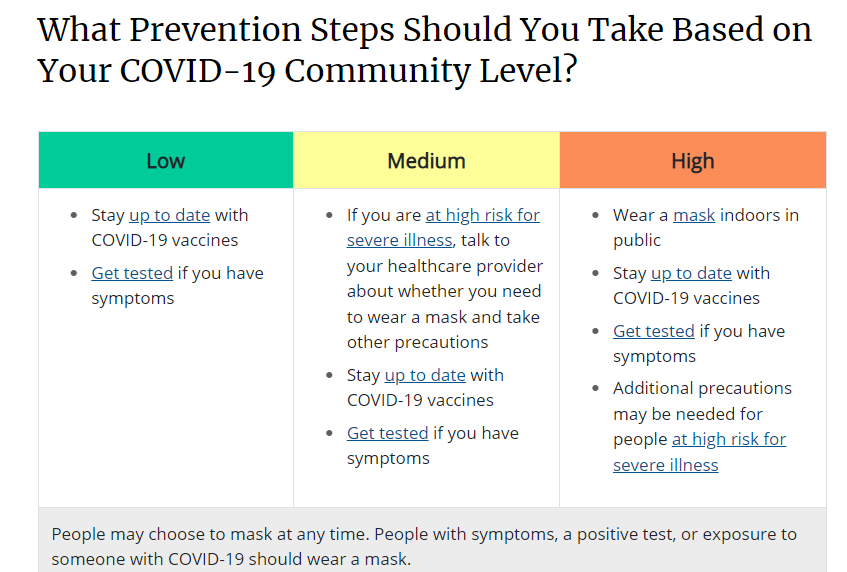 What Prevention Steps Should You Take Based on
Your COVID-19 Community Level?
Low
Medium
High
• Stay up to date with
COVID-19 vaccines
• Get tested if you have
symptoms
• If you are at high risk for
severe illness, talk to
your healthcare provider
about whether you need
to wear a mask and take
other precautions
• Stay up to date with
COVID-19 vaccines
• Get tested if you have
symptoms
• Wear a mask indoors in
public
• Stay up to date with
COVID-19 vaccines
• Get tested if you have
symptoms
• Additional precautions
may be needed for
people at high risk for
severe illness
People may choose to mask at any time. People with symptoms, a positive test, or exposure to
someone with COVID-19 should wear a mask.